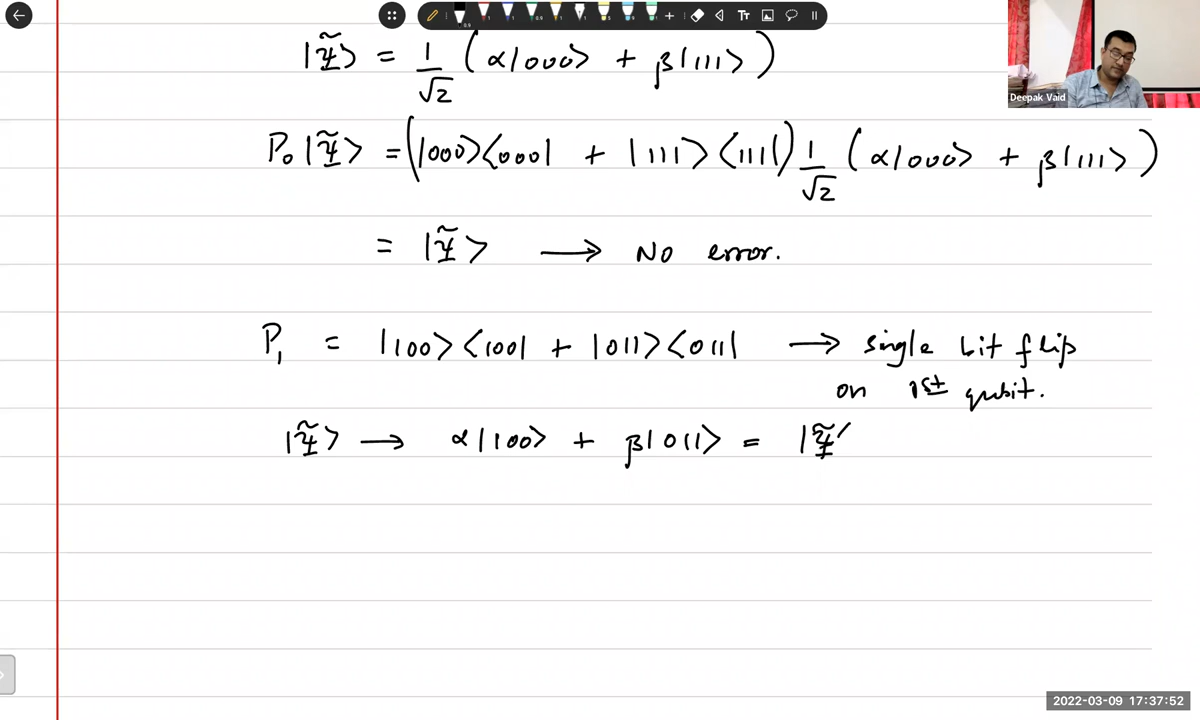 |Ψ̃> = 1/√2 (α|000> + β|111>)
Deepak Vaid
P₀|Ψ̃> = (|000><000| + |111><111|) 1/√2 (α|000> + β|111>)
= |Ψ̃> → No error.
P₁ = |100><100| + |011><011| → single bit flip
on 1st qubit.
|Ψ̃> → α|100> + β|011> = |Ψ̃′
2022-03-09 17:37:52